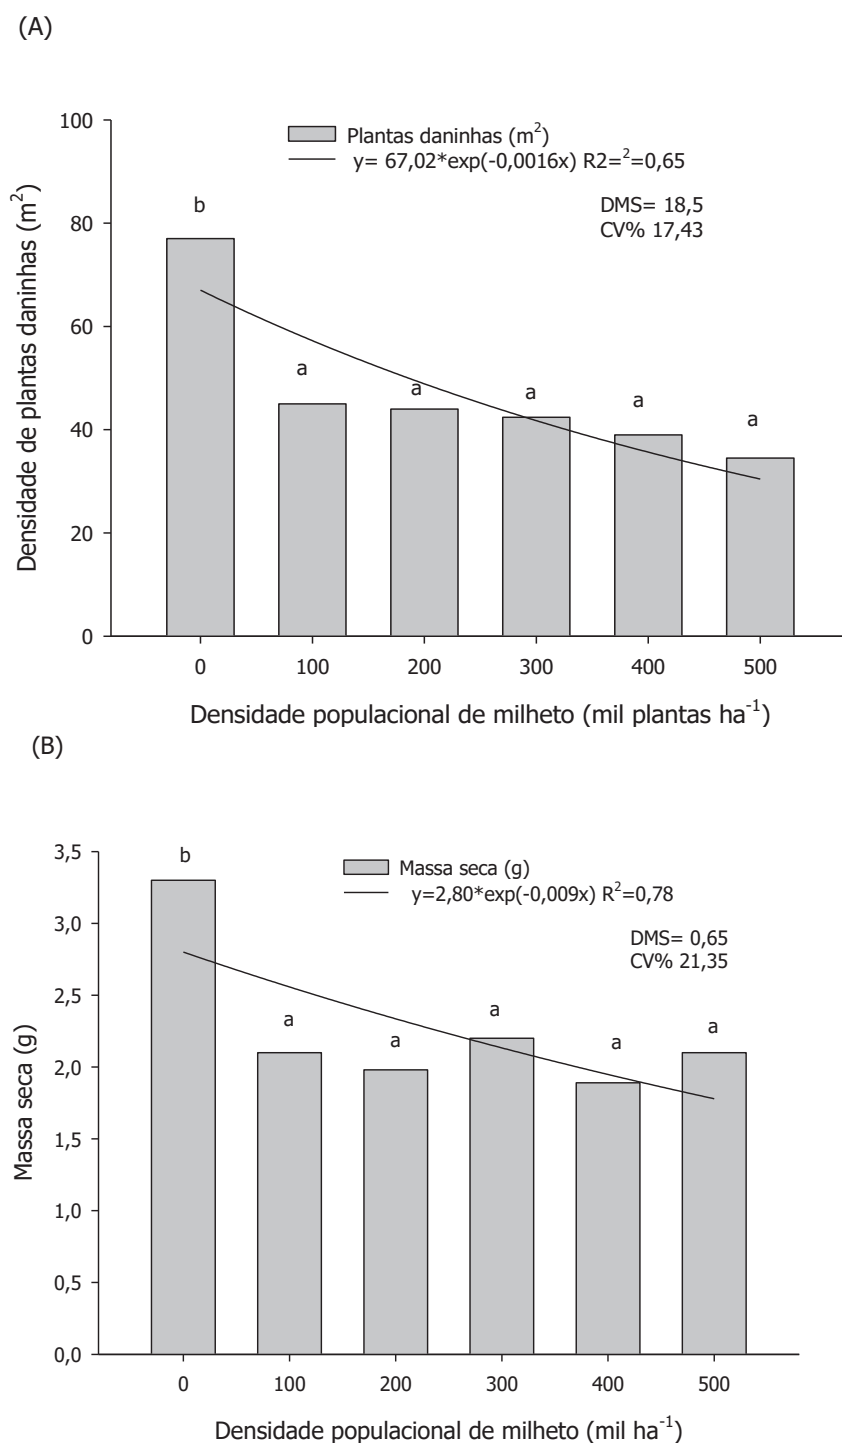 (A)
100
80
60
40
20
0
Densidade de plantas daninhas (m²)
Plantas daninhas (m²)
y= 67,02*exp(-0,0016x) R2=²=0,65
DMS= 18,5
CV% 17,43
b
a
a
a
a
a
0 100 200 300 400 500
Densidade populacional de milheto (mil plantas ha⁻¹)
(B)
3,5
3,0
2,5
2,0
1,5
1,0
0,5
0,0
Massa seca (g)
Massa seca (g)
y=2,80*exp(-0,009x) R²=0,78
DMS= 0,65
CV% 21,35
b
a
a
a
a
a
0 100 200 300 400 500
Densidade populacional de milheto (mil ha⁻¹)